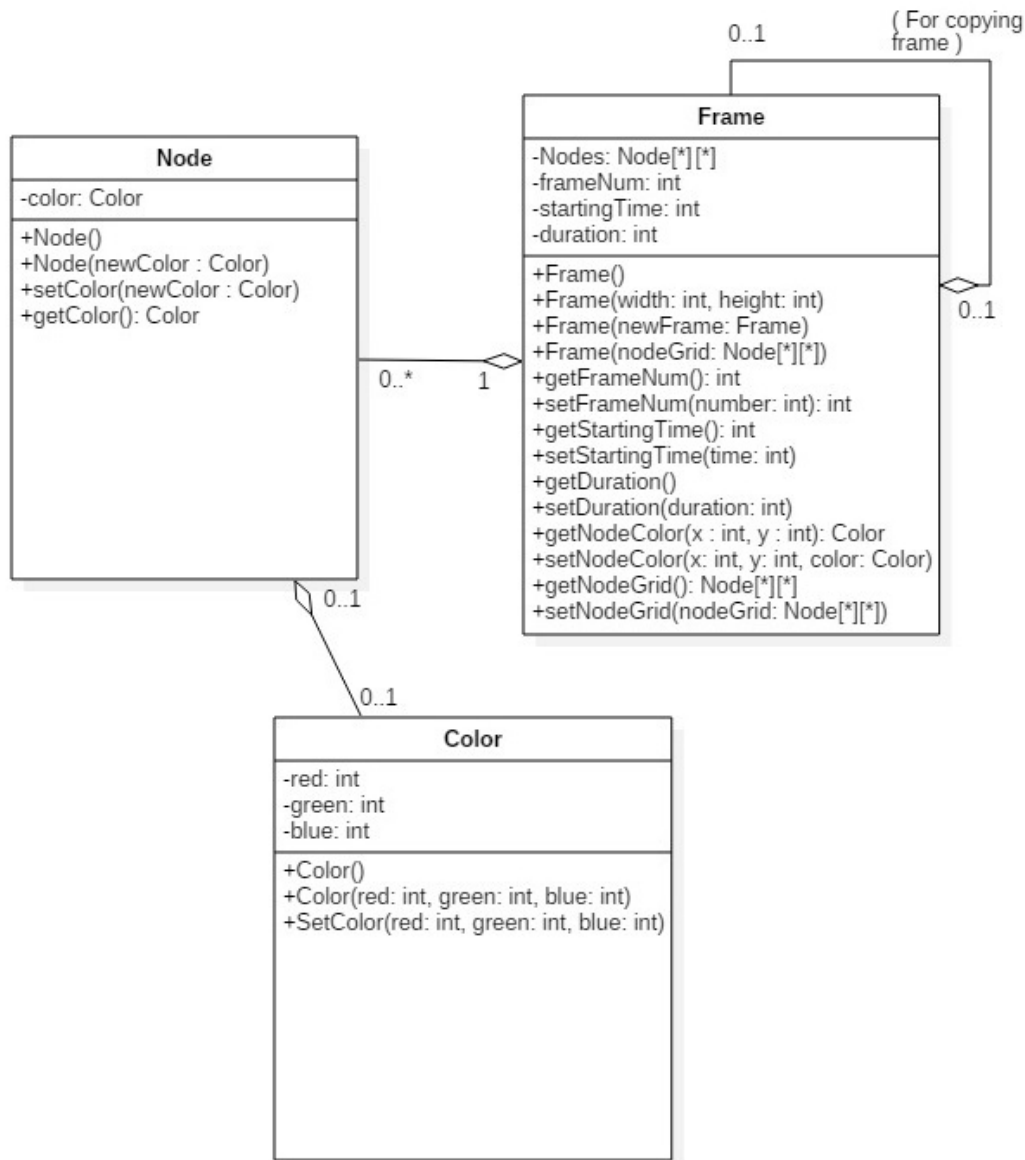 0..1
( For copying
frame )
Frame
-Nodes: Node[*][*]
-frameNum: int
-startingTime: int
-duration: int
+Frame()
+Frame(width: int, height: int)
+Frame(newFrame: Frame)
+Frame(nodeGrid: Node[*][*])
+getFrameNum(): int
+setFrameNum(number: int): int
+getStartingTime(): int
+setStartingTime(time: int)
+getDuration()
+setDuration(duration: int)
+getNodeColor(x : int, y : int): Color
+setNodeColor(x: int, y: int, color: Color)
+getNodeGrid(): Node[*][*]
+setNodeGrid(nodeGrid: Node[*][*])
0..1
Node
-color: Color
+Node()
+Node(newColor : Color)
+setColor(newColor : Color)
+getColor(): Color
0..*
1
0..1
0..1
Color
-red: int
-green: int
-blue: int
+Color()
+Color(red: int, green: int, blue: int)
+SetColor(red: int, green: int, blue: int)